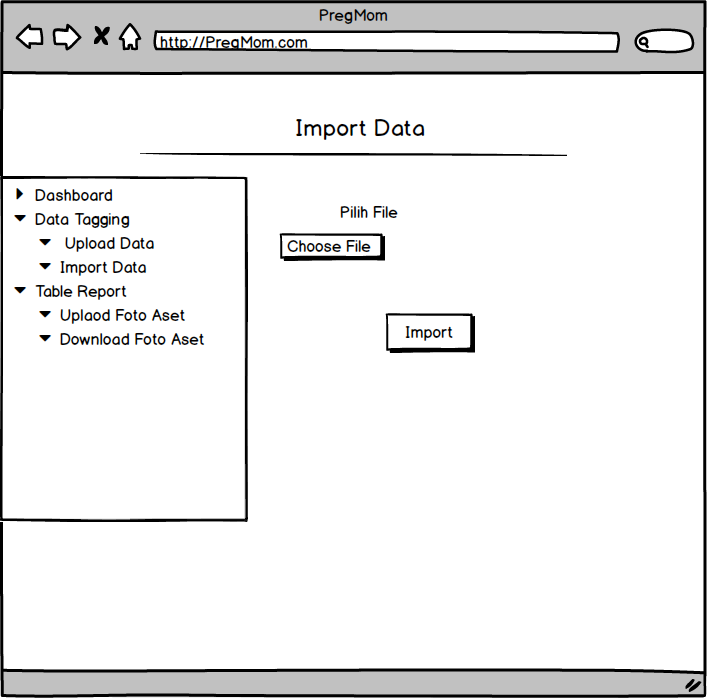 PregMom
http://PregMom.com
Import Data
Dashboard
Data Tagging
Upload Data
Import Data
Table Report
Uplaod Foto Aset
Download Foto Aset
Pilih File
Choose File
Import